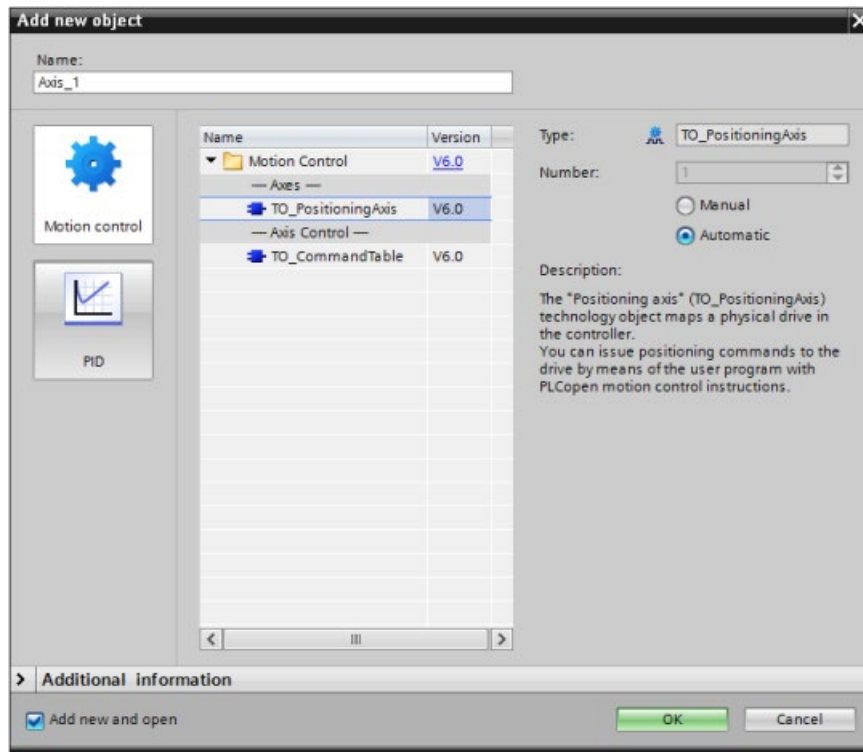 Add new object
Name:
Axis_1
Motion control
PID
Name Version
Motion Control V6.0
— Axes —
TO_PositioningAxis V6.0
— Axis Control —
TO_CommandTable V6.0
Type: TO_PositioningAxis
Number: 1
Manual
Automatic
Description:
The "Positioning axis" (TO_PositioningAxis)
technology object maps a physical drive in
the controller.
You can issue positioning commands to the
drive by means of the user program with
PLCopen motion control instructions.
Additional information
Add new and open
OK Cancel